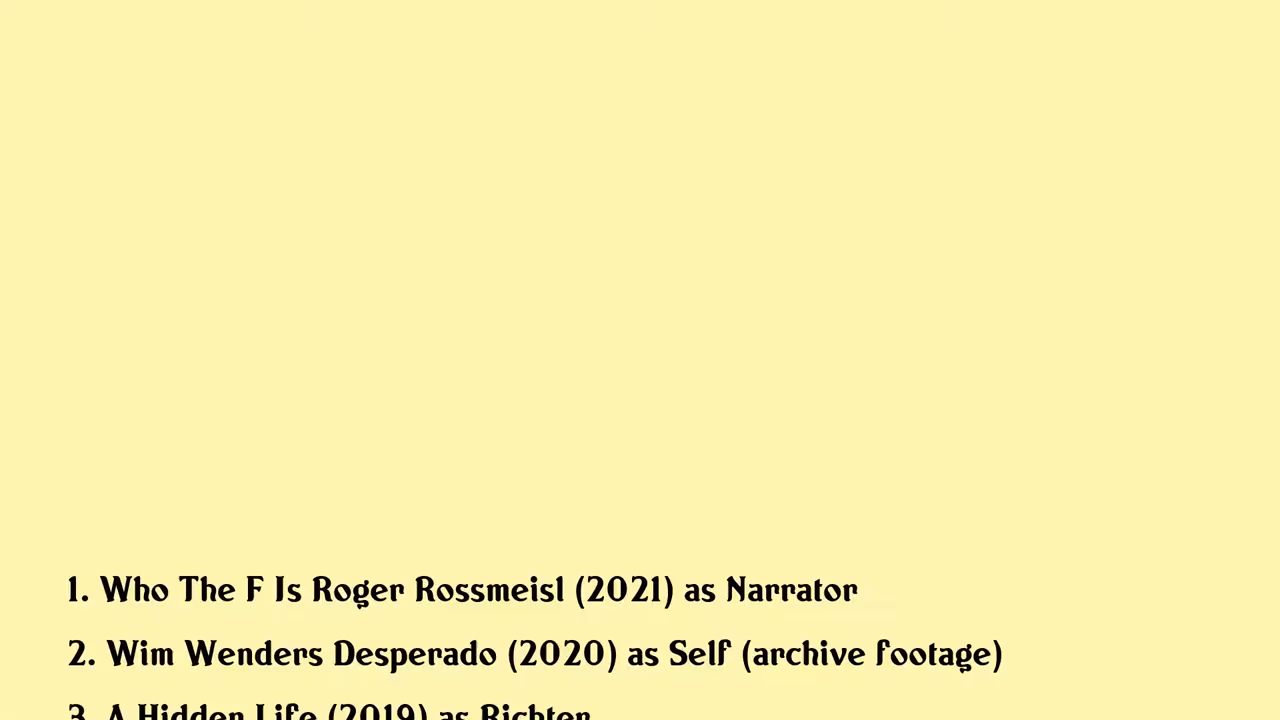 1. Who The F Is Roger Rossmeisl (2021) as Narrator
2. Wim Wenders Desperado (2020) as Self (archive footage)
3. A Hidden Life (2019) as Richter